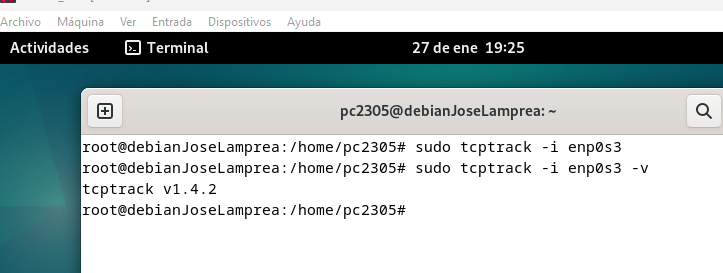 Archivo Máquina Ver Entrada Dispositivos Ayuda
Actividades Terminal 27 de ene 19:25
pc2305@debianJoseLamprea: ~
root@debianJoseLamprea:/home/pc2305# sudo tcptrack -i enp0s3
root@debianJoseLamprea:/home/pc2305# sudo tcptrack -i enp0s3 -v
tcptrack v1.4.2
root@debianJoseLamprea:/home/pc2305#